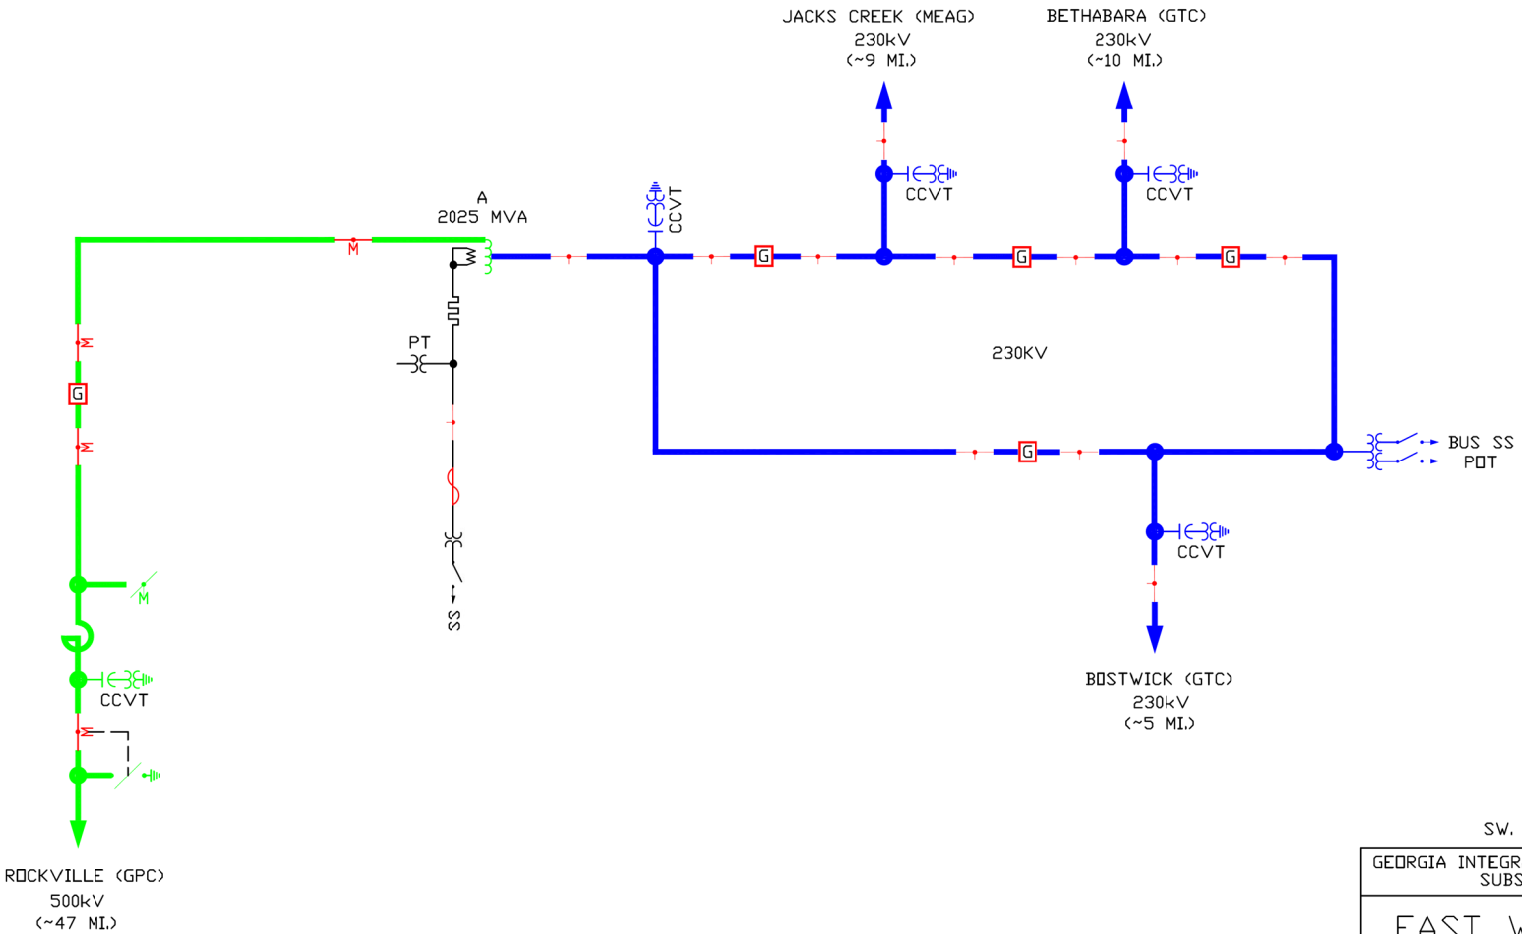 JACKS CREEK (MEAG)
230kV
(~9 MI.)
BETHABARA (GTC)
230kV
(~10 MI.)
CCVT
CCVT
CCVT
A
2025 MVA
M
G
G
G
M
PT
230KV
G
M
G
BUS SS
POT
CCVT
M
SS
CCVT
M
BOSTWICK (GTC)
230kV
(~5 MI.)
ROCKVILLE (GPC)
500kV
(~47 MI.)
SW.
GEORGIA INTEGR
SUBS
EAST W